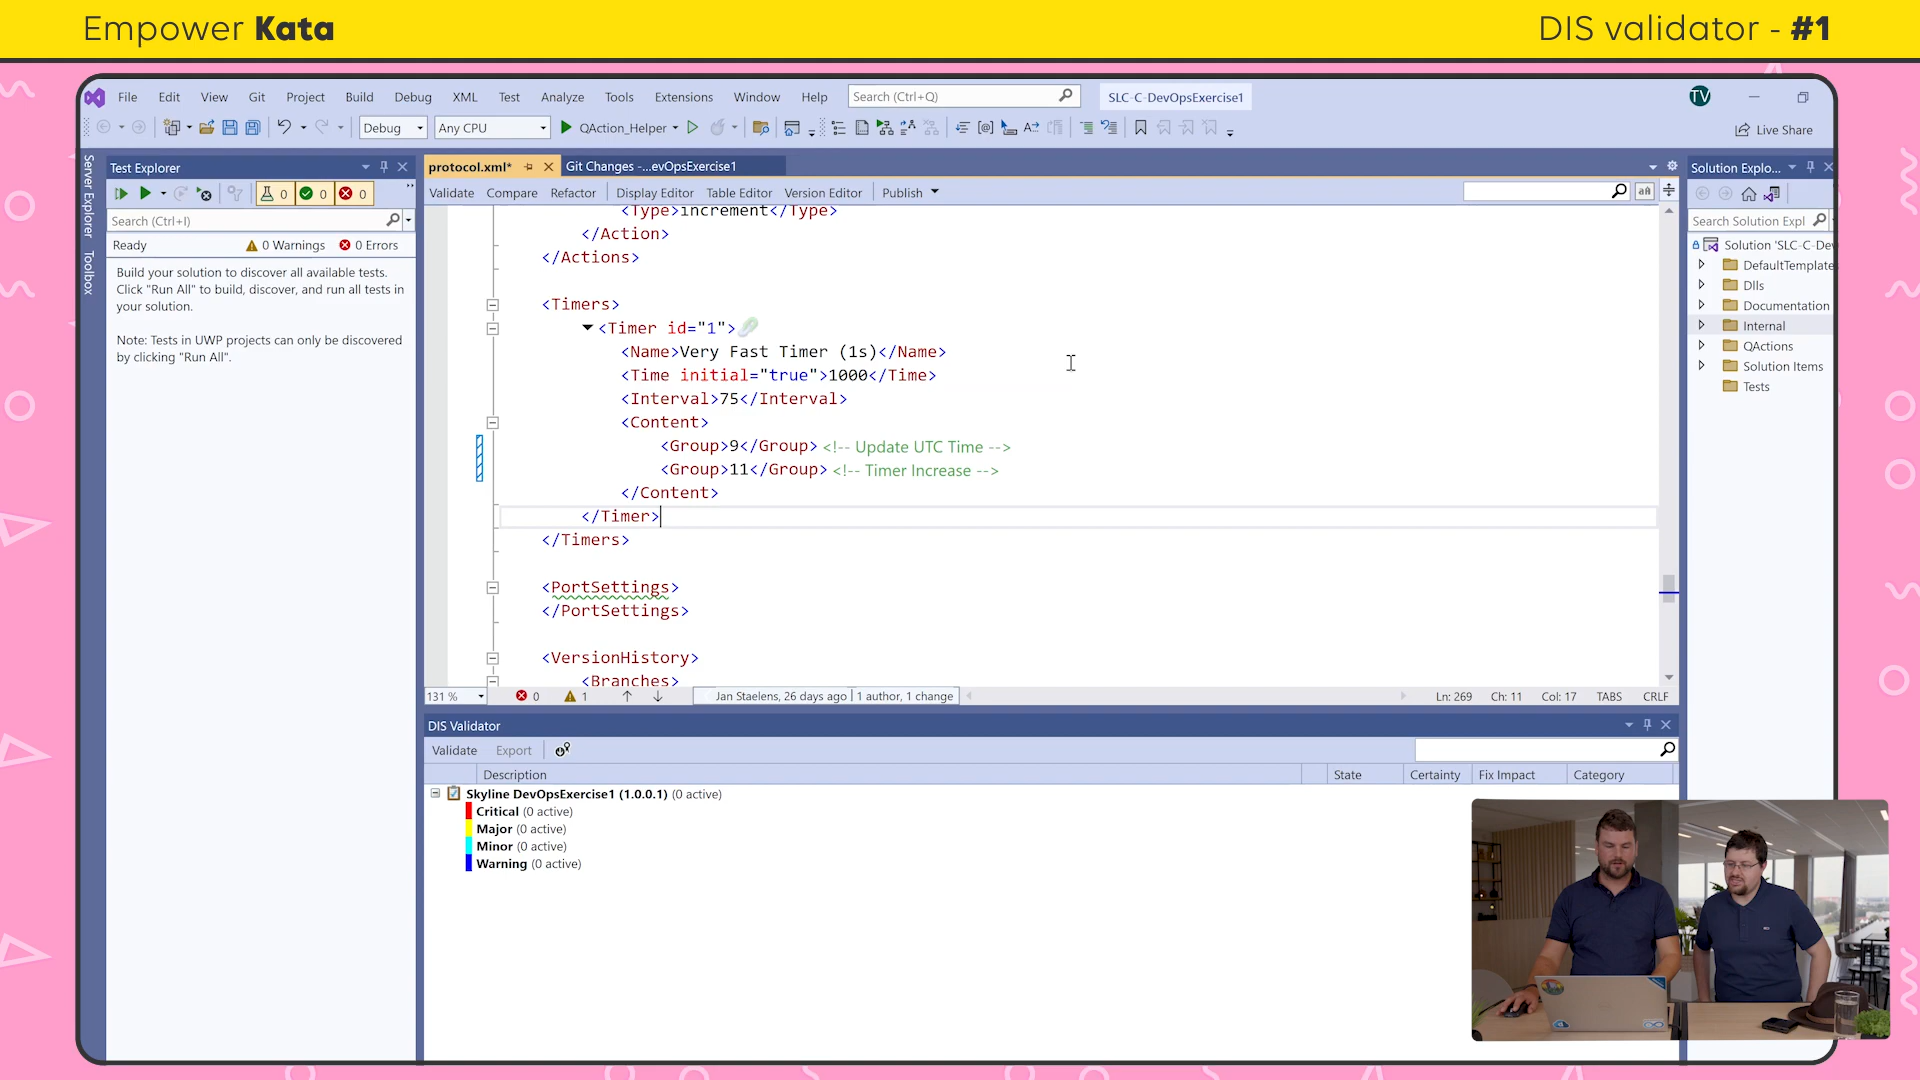 Empower Kata
DIS validator - #1
File Edit View Git Project Build Debug XML Test Analyze Tools Extensions Window Help Search (Ctrl+Q) SLC-C-DevOpsExercise1 TV
Debug Any CPU QAction_Helper Live Share
Server Explorer
Toolbox
Test Explorer
0 0 0
Search (Ctrl+I)
Ready 0 Warnings 0 Errors
Build your solution to discover all available tests.
Click "Run All" to build, discover, and run all tests in
your solution.
Note: Tests in UWP projects can only be discovered
by clicking "Run All".
protocol.xml* Git Changes -...evOpsExercise1
Validate Compare Refactor Display Editor Table Editor Version Editor Publish
<Type>increment</Type>
</Action>
</Actions>
<Timers>
<Timer id="1">
<Name>Very Fast Timer (1s)</Name>
<Time initial="true">1000</Time>
<Interval>75</Interval>
<Content>
<Group>9</Group> <!-- Update UTC Time -->
<Group>11</Group> <!-- Timer Increase -->
</Content>
</Timer>
</Timers>
<PortSettings>
</PortSettings>
<VersionHistory>
<Branches>
131 % 0 1 Jan Staelens, 26 days ago | 1 author, 1 change Ln: 269 Ch: 11 Col: 17 TABS CRLF
DIS Validator
Validate Export
Description State Certainty Fix Impact Category
Skyline DevOpsExercise1 (1.0.0.1) (0 active)
Critical (0 active)
Major (0 active)
Minor (0 active)
Warning (0 active)
Solution Explo...
Search Solution Expl
Solution 'SLC-C-Dev
DefaultTemplate
Dlls
Documentation
Internal
QActions
Solution Items
Tests